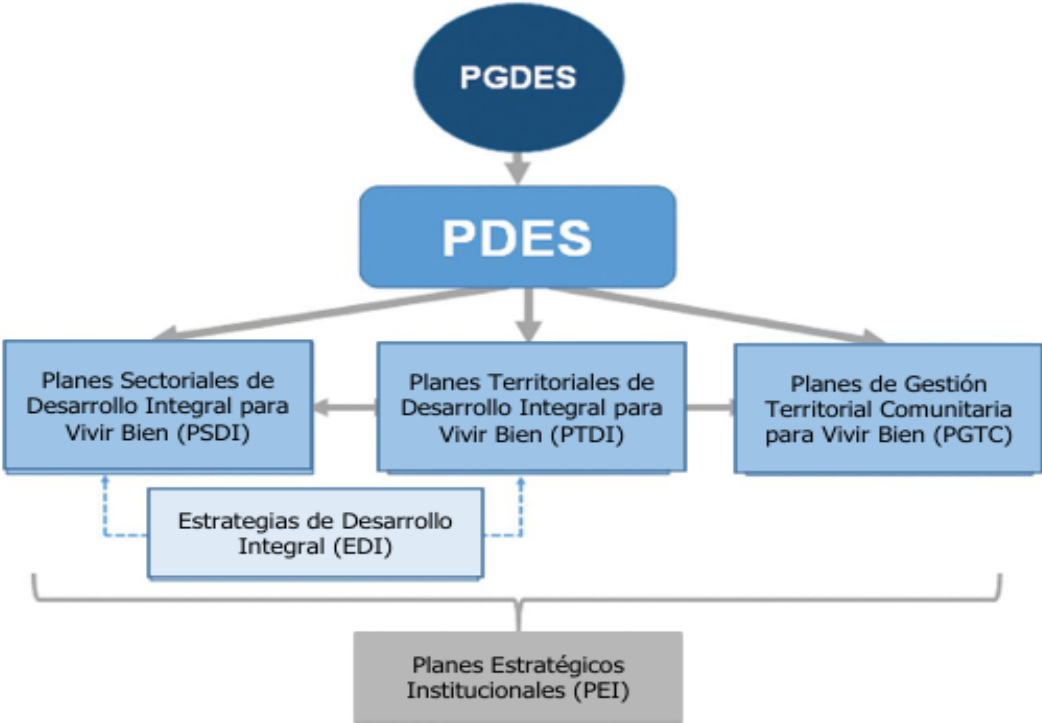 PGDES
PDES
Planes Sectoriales de
Desarrollo Integral para
Vivir Bien (PSDI)
Planes Territoriales de
Desarrollo Integral para
Vivir Bien (PTDI)
Planes de Gestión
Territorial Comunitaria
para Vivir Bien (PGTC)
Estrategias de Desarrollo
Integral (EDI)
Planes Estratégicos
Institucionales (PEI)